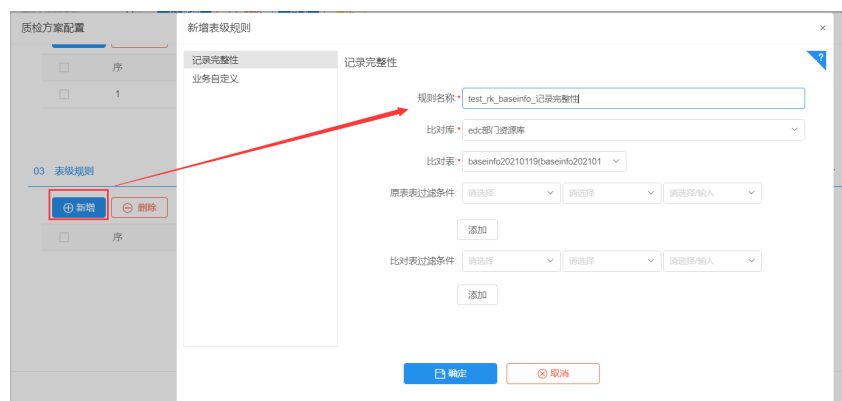 质检方案配置
新增表级规则
×
记录完整性
业务自定义
记录完整性
?
序
1
规则名称:* test_rk_baseinfo_记录完整性
比对库:* edc部门资源库
比对表:* baseinfo20210119(baseinfo202101
03 表级规则
原表表过滤条件: 请选择 请选择 请选择/输入
新增 删除
添加
序
比对表过滤条件: 请选择 请选择 请选择/输入
添加
确定 取消